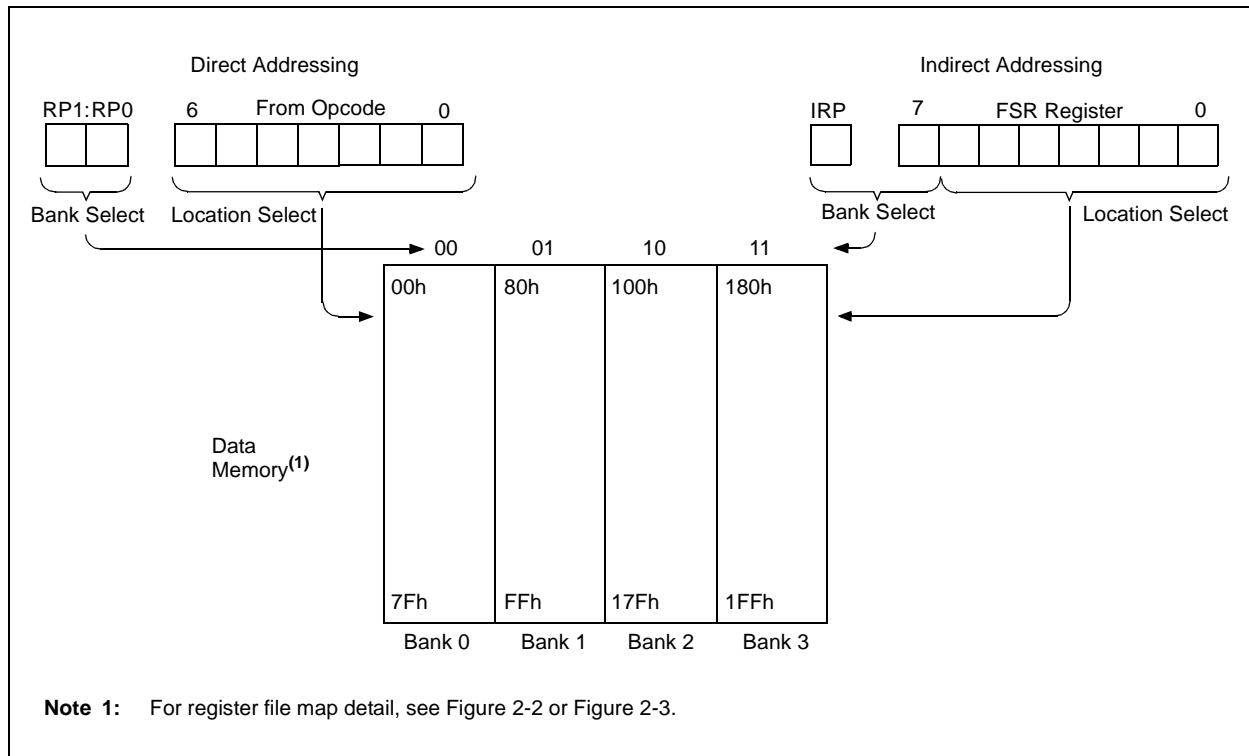 Direct Addressing
Indirect Addressing
RP1:RP0
6 From Opcode 0
IRP
7 FSR Register 0
Bank Select
Location Select
Bank Select
Location Select
00 01 10 11
00h 80h 100h 180h
Data
Memory(1)
7Fh FFh 17Fh 1FFh
Bank 0 Bank 1 Bank 2 Bank 3
Note 1: For register file map detail, see Figure 2-2 or Figure 2-3.